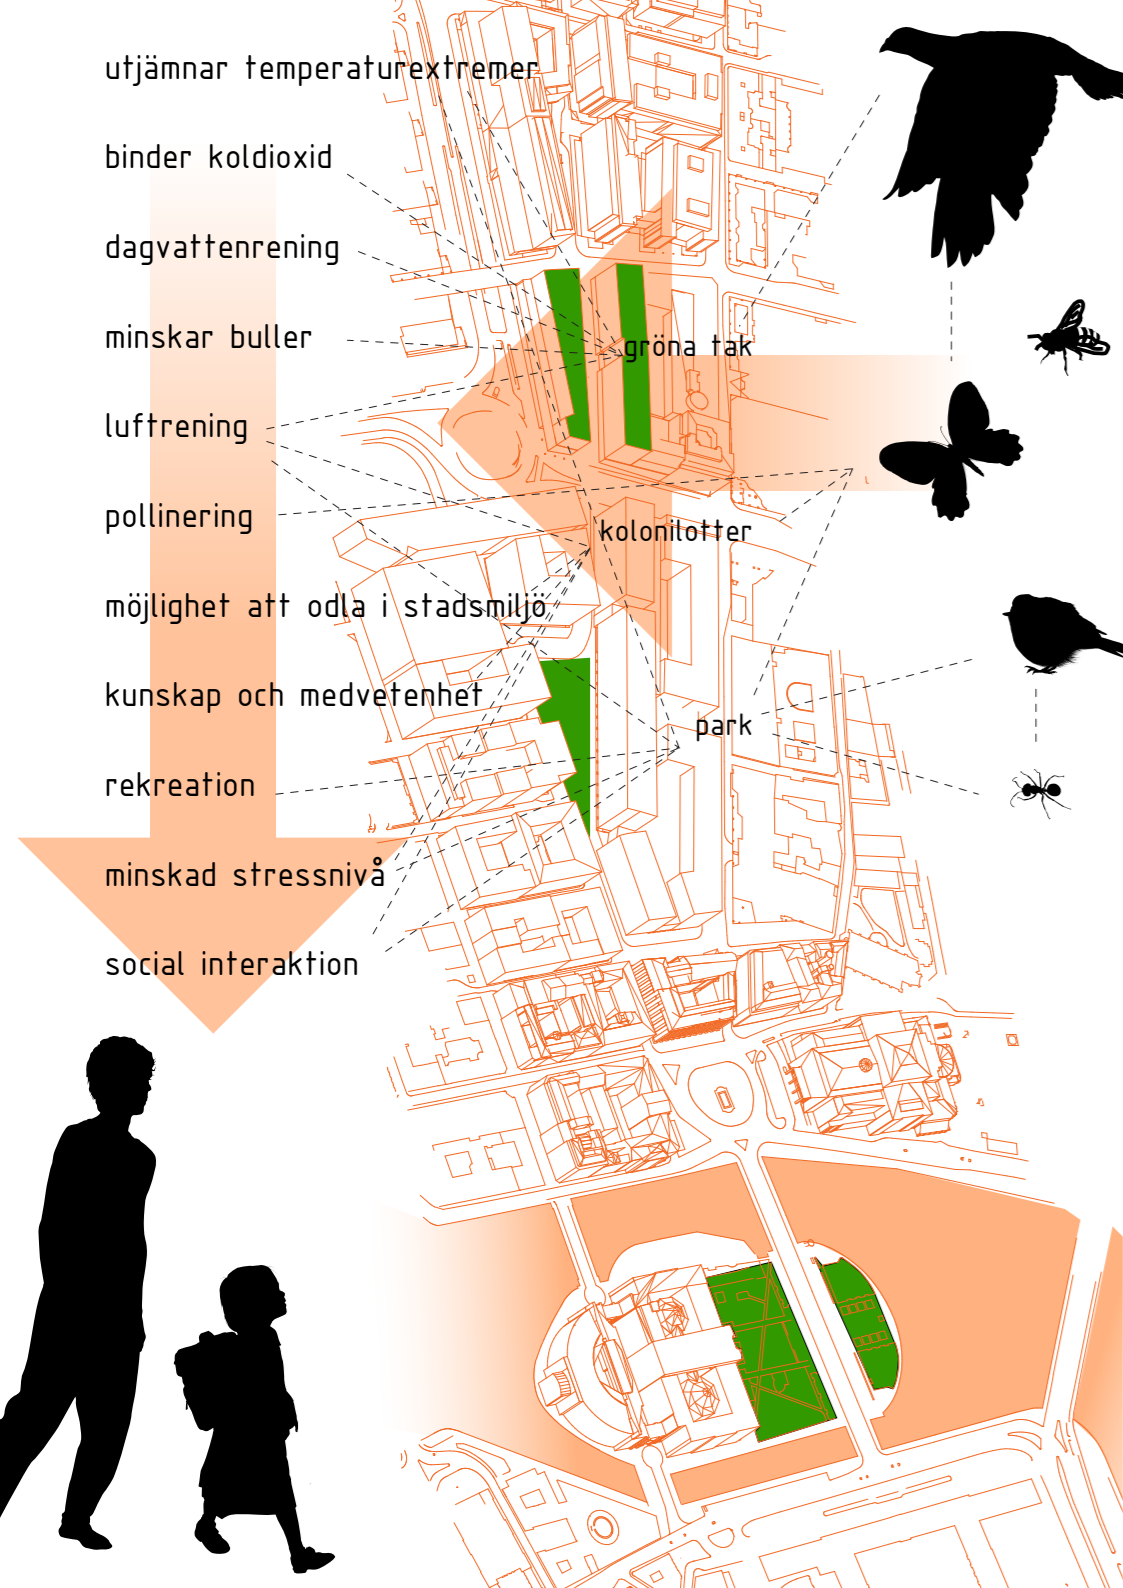 utjämnar temperaturextremer
binder koldioxid
dagvattenrening
minskar buller
gröna tak
luftrening
pollinering
kolonilotter
möjlighet att odla i stadsmiljö
kunskap och medvetenhet
park
rekreation
minskad stressnivå
social interaktion